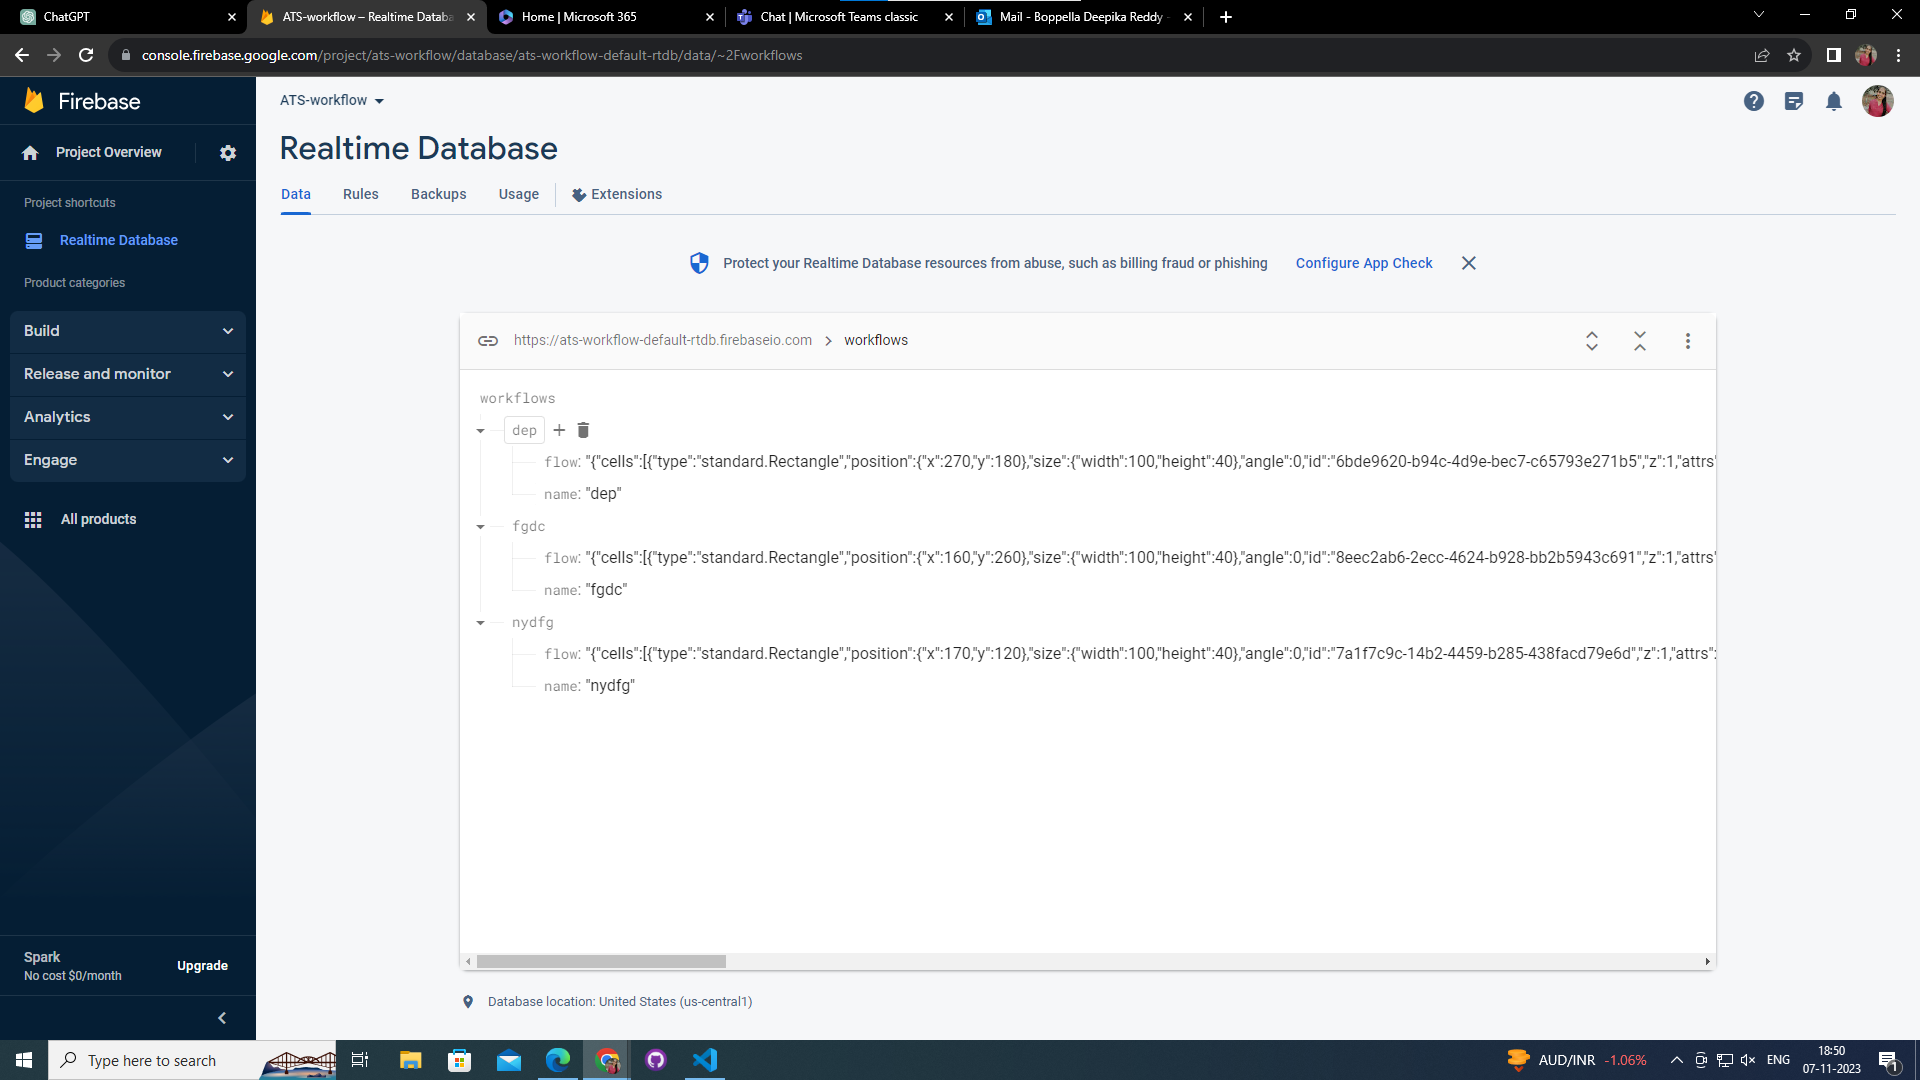 ChatGPT
ATS-workflow – Realtime Databa
Home | Microsoft 365
Chat | Microsoft Teams classic
Mail - Boppella Deepika Reddy -
console.firebase.google.com/project/ats-workflow/database/ats-workflow-default-rtdb/data/~2Fworkflows
Firebase
Project Overview
Project shortcuts
Realtime Database
Product categories
Build
Release and monitor
Analytics
Engage
All products
Spark
No cost $0/month
Upgrade
ATS-workflow
Realtime Database
Data Rules Backups Usage Extensions
Protect your Realtime Database resources from abuse, such as billing fraud or phishing Configure App Check
https://ats-workflow-default-rtdb.firebaseio.com > workflows
workflows
dep
flow: "{"cells":[{"type":"standard.Rectangle","position":{"x":270,"y":180},"size":{"width":100,"height":40},"angle":0,"id":"6bde9620-b94c-4d9e-bec7-c65793e271b5","z":1,"attrs"
name: "dep"
fgdc
flow: "{"cells":[{"type":"standard.Rectangle","position":{"x":160,"y":260},"size":{"width":100,"height":40},"angle":0,"id":"8eec2ab6-2ecc-4624-b928-bb2b5943c691","z":1,"attrs"
name: "fgdc"
nydfg
flow: "{"cells":[{"type":"standard.Rectangle","position":{"x":170,"y":120},"size":{"width":100,"height":40},"angle":0,"id":"7a1f7c9c-14b2-4459-b285-438facd79e6d","z":1,"attrs":
name: "nydfg"
Database location: United States (us-central1)
Type here to search
AUD/INR -1.06%
ENG
18:50
07-11-2023
1